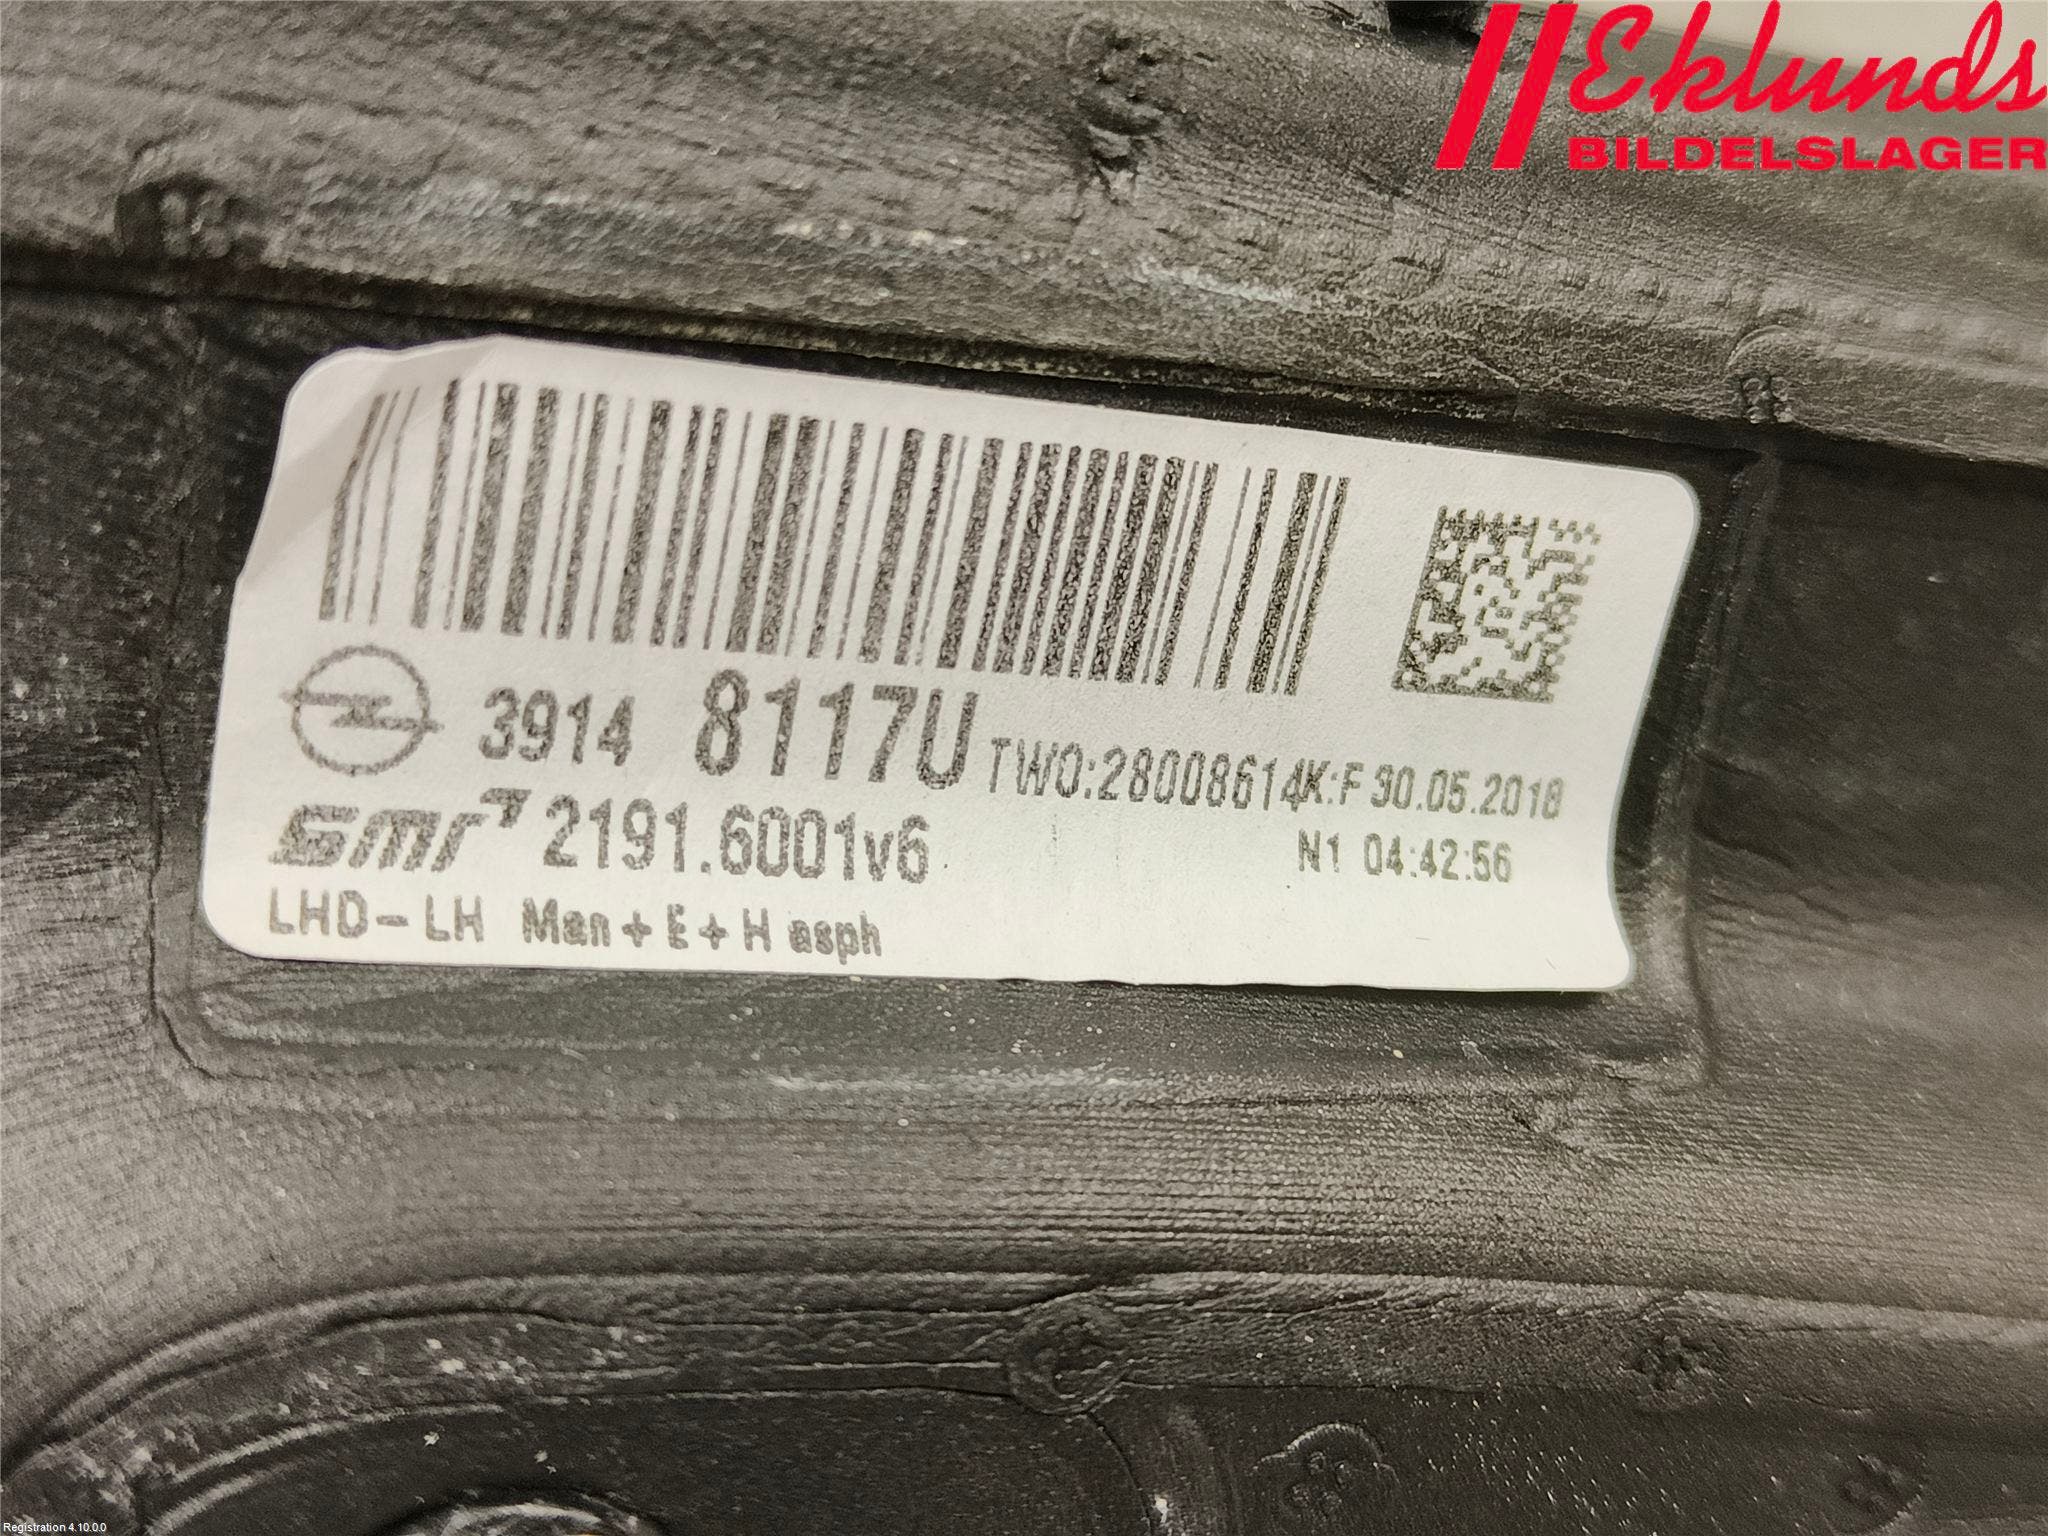 Eklunds
BILDELSLAGER
3914 8117U TWO:28008614K:F 30.05.2018
smr 2191.6001v6 N1 04:42:56
LHD-LH Man+E+H asph
Registration 4.10.0.0